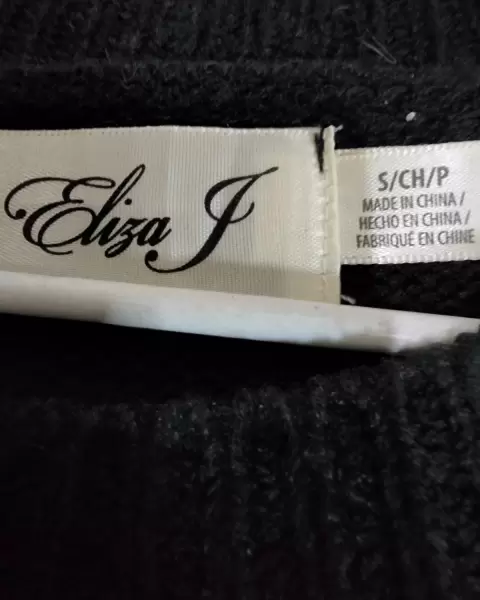 Eliza J
S/CH/P
MADE IN CHINA /
HECHO EN CHINA /
FABRIQUÉ EN CHINE